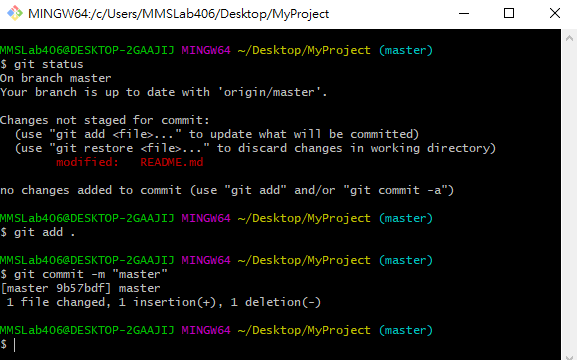 MINGW64:/c/Users/MMSLab406/Desktop/MyProject
MMSLab406@DESKTOP-2GAAJIJ MINGW64 ~/Desktop/MyProject (master)
$ git status
On branch master
Your branch is up to date with 'origin/master'.
Changes not staged for commit:
  (use "git add <file>..." to update what will be committed)
  (use "git restore <file>..." to discard changes in working directory)
        modified:   README.md
no changes added to commit (use "git add" and/or "git commit -a")
MMSLab406@DESKTOP-2GAAJIJ MINGW64 ~/Desktop/MyProject (master)
$ git add .
MMSLab406@DESKTOP-2GAAJIJ MINGW64 ~/Desktop/MyProject (master)
$ git commit -m "master"
[master 9b57bdf] master
 1 file changed, 1 insertion(+), 1 deletion(-)
MMSLab406@DESKTOP-2GAAJIJ MINGW64 ~/Desktop/MyProject (master)
$